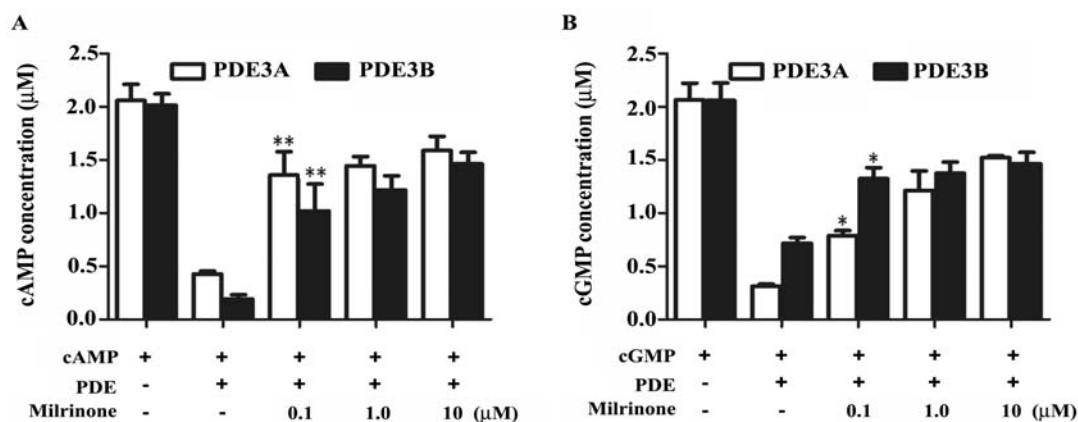 A
PDE3A PDE3B
cAMP concentration (μM)
2.5
2.0
1.5
1.0
0.5
0.0
** **
cAMP + + + + +
PDE - + + + +
Milrinone - - 0.1 1.0 10 (μM)
B
PDE3A PDE3B
cGMP concentration (μM)
2.5
2.0
1.5
1.0
0.5
0.0
* *
cGMP + + + + +
PDE - + + + +
Milrinone - - 0.1 1.0 10 (μM)